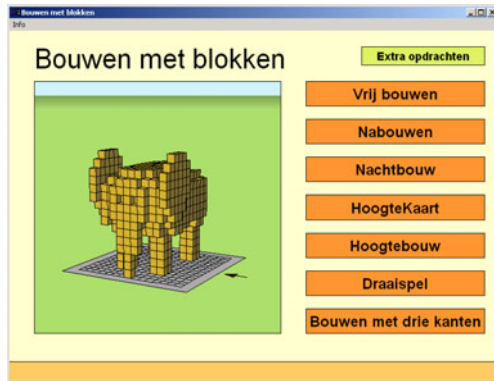 Bouwen met blokken
Info
Bouwen met blokken
Extra opdrachten
Vrij bouwen
Nabouwen
Nachtbouw
HoogteKaart
Hoogtebouw
Draaispel
Bouwen met drie kanten